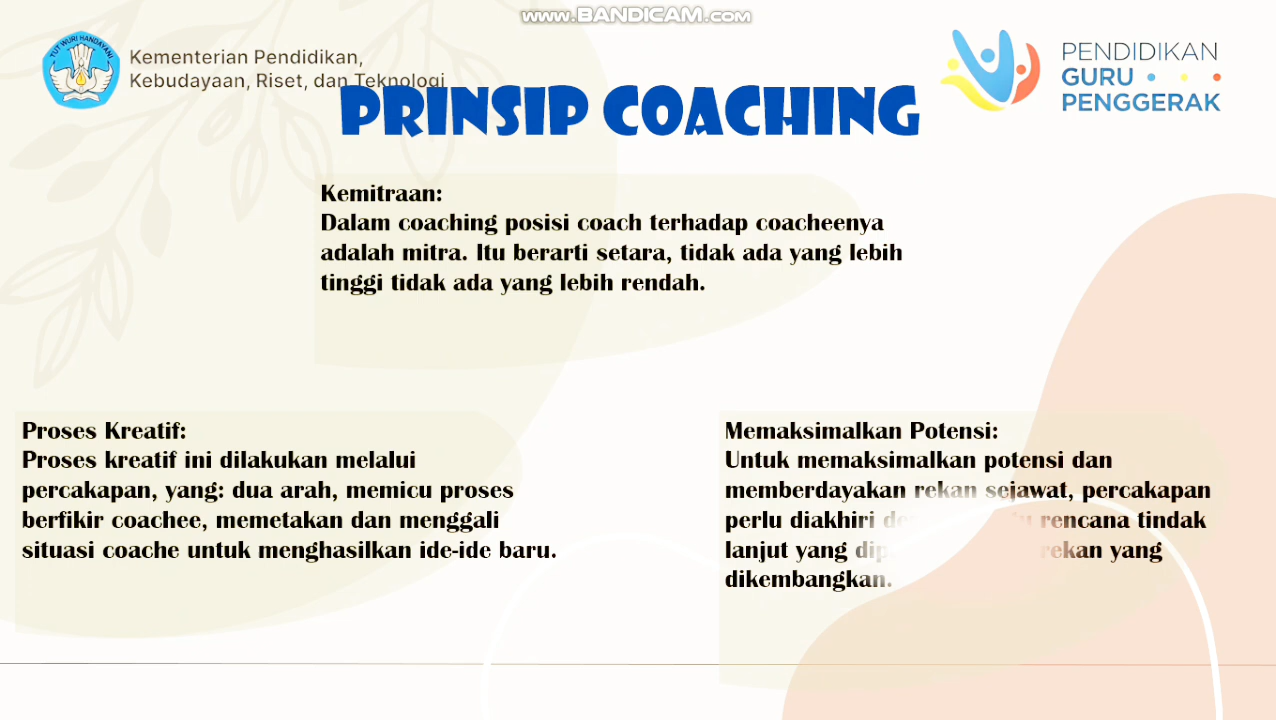 www.BANDICAM.com
TUT WURI HANDAYANI
Kementerian Pendidikan,
Kebudayaan, Riset, dan Teknologi
PENDIDIKAN
GURU
PENGGERAK
PRINSIP COACHING
Kemitraan:
Dalam coaching posisi coach terhadap coacheenya
adalah mitra. Itu berarti setara, tidak ada yang lebih
tinggi tidak ada yang lebih rendah.
Proses Kreatif:
Proses kreatif ini dilakukan melalui
percakapan, yang: dua arah, memicu proses
berfikir coachee, memetakan dan menggali
situasi coache untuk menghasilkan ide-ide baru.
Memaksimalkan Potensi:
Untuk memaksimalkan potensi dan
memberdayakan rekan sejawat, percakapan
perlu diakhiri rencana tindak
lanjut yang rekan yang
dikembangkan.